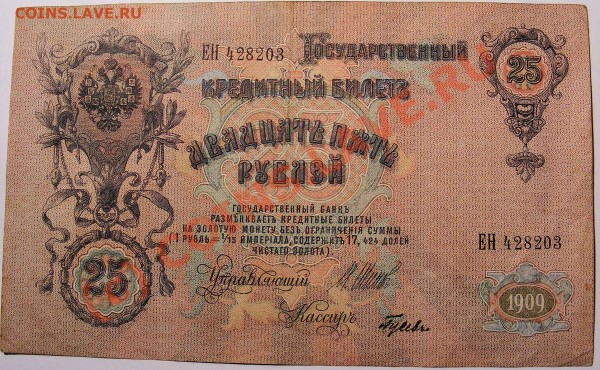 COINS.LAVE.RU
ЕН 428203 Государственный 25
Кредитный Билетъ
Двадцать пять
рублей
Государственный банкъ
размѣниваетъ кредитные билеты
на золотую монету безъ ограниченія суммы
(1 рубль = 1/15 имперіала, содержитъ 17,424 долей
чистаго золота)
ЕН 428203
25
Управляющій
Кассиръ
1909